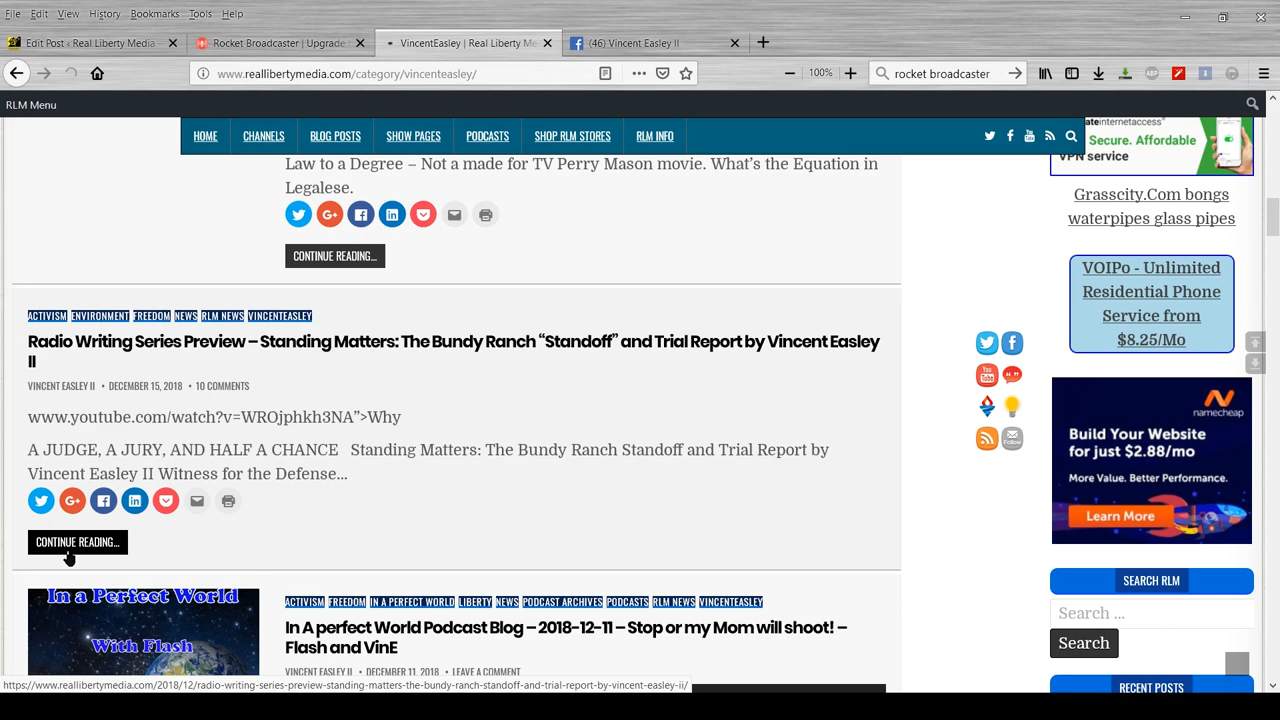 File Edit View History Bookmarks Tools Help
Edit Post ‹ Real Liberty Media — Rocket Broadcaster | Upgrade VincentEasley | Real Liberty Me (46) Vincent Easley II
www.reallibertymedia.com/category/vincenteasley/ 100% rocket broadcaster
RLM Menu
HOME CHANNELS BLOG POSTS SHOW PAGES PODCASTS SHOP RLM STORES RLM INFO
Law to a Degree – Not a made for TV Perry Mason movie. What's the Equation in
Legalese.
CONTINUE READING...
ACTIVISM ENVIRONMENT FREEDOM NEWS RLM NEWS VINCENTEASLEY
Radio Writing Series Preview – Standing Matters: The Bundy Ranch “Standoff” and Trial Report by Vincent Easley
II
VINCENT EASLEY II • DECEMBER 15, 2018 • 10 COMMENTS
www.youtube.com/watch?v=WROjphkh3NA”>Why
A JUDGE, A JURY, AND HALF A CHANCE Standing Matters: The Bundy Ranch Standoff and Trial Report by
Vincent Easley II Witness for the Defense...
CONTINUE READING...
In a Perfect World
With Flash
ACTIVISM FREEDOM IN A PERFECT WORLD LIBERTY NEWS PODCAST ARCHIVES PODCASTS RLM NEWS VINCENTEASLEY
In A perfect World Podcast Blog – 2018-12-11 – Stop or my Mom will shoot! –
Flash and VinE
VINCENT EASLEY II • DECEMBER 11, 2018 • LEAVE A COMMENT
https://www.reallibertymedia.com/2018/12/radio-writing-series-preview-standing-matters-the-bundy-ranch-standoff-and-trial-report-by-vincent-easley-ii/
ateinternetaccess
Secure. Affordable
VPN service
Grasscity.Com bongs
waterpipes glass pipes
VOIPo - Unlimited
Residential Phone
Service from
$8.25/Mo
You
Tube
Follow
namecheap
Build Your Website
for just $2.88/mo
More Value. Better Performance.
Learn More
SEARCH RLM
Search ...
Search
RECENT POSTS